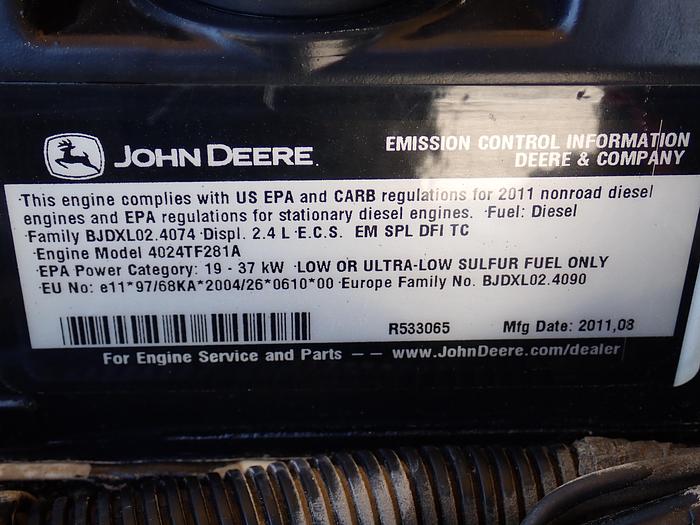 JOHN DEERE
EMISSION CONTROL INFORMATION
DEERE & COMPANY
·This engine complies with US EPA and CARB regulations for 2011 nonroad diesel
engines and EPA regulations for stationary diesel engines. ·Fuel: Diesel
·Family BJDXL02.4074 ·Displ. 2.4 L ·E.C.S. EM SPL DFI TC
·Engine Model 4024TF281A
·EPA Power Category: 19 - 37 kW ·LOW OR ULTRA-LOW SULFUR FUEL ONLY
·EU No: e11*97/68KA*2004/26*0610*00 ·Europe Family No. BJDXL02.4090
R533065 Mfg Date: 2011,08
For Engine Service and Parts -- www.JohnDeere.com/dealer